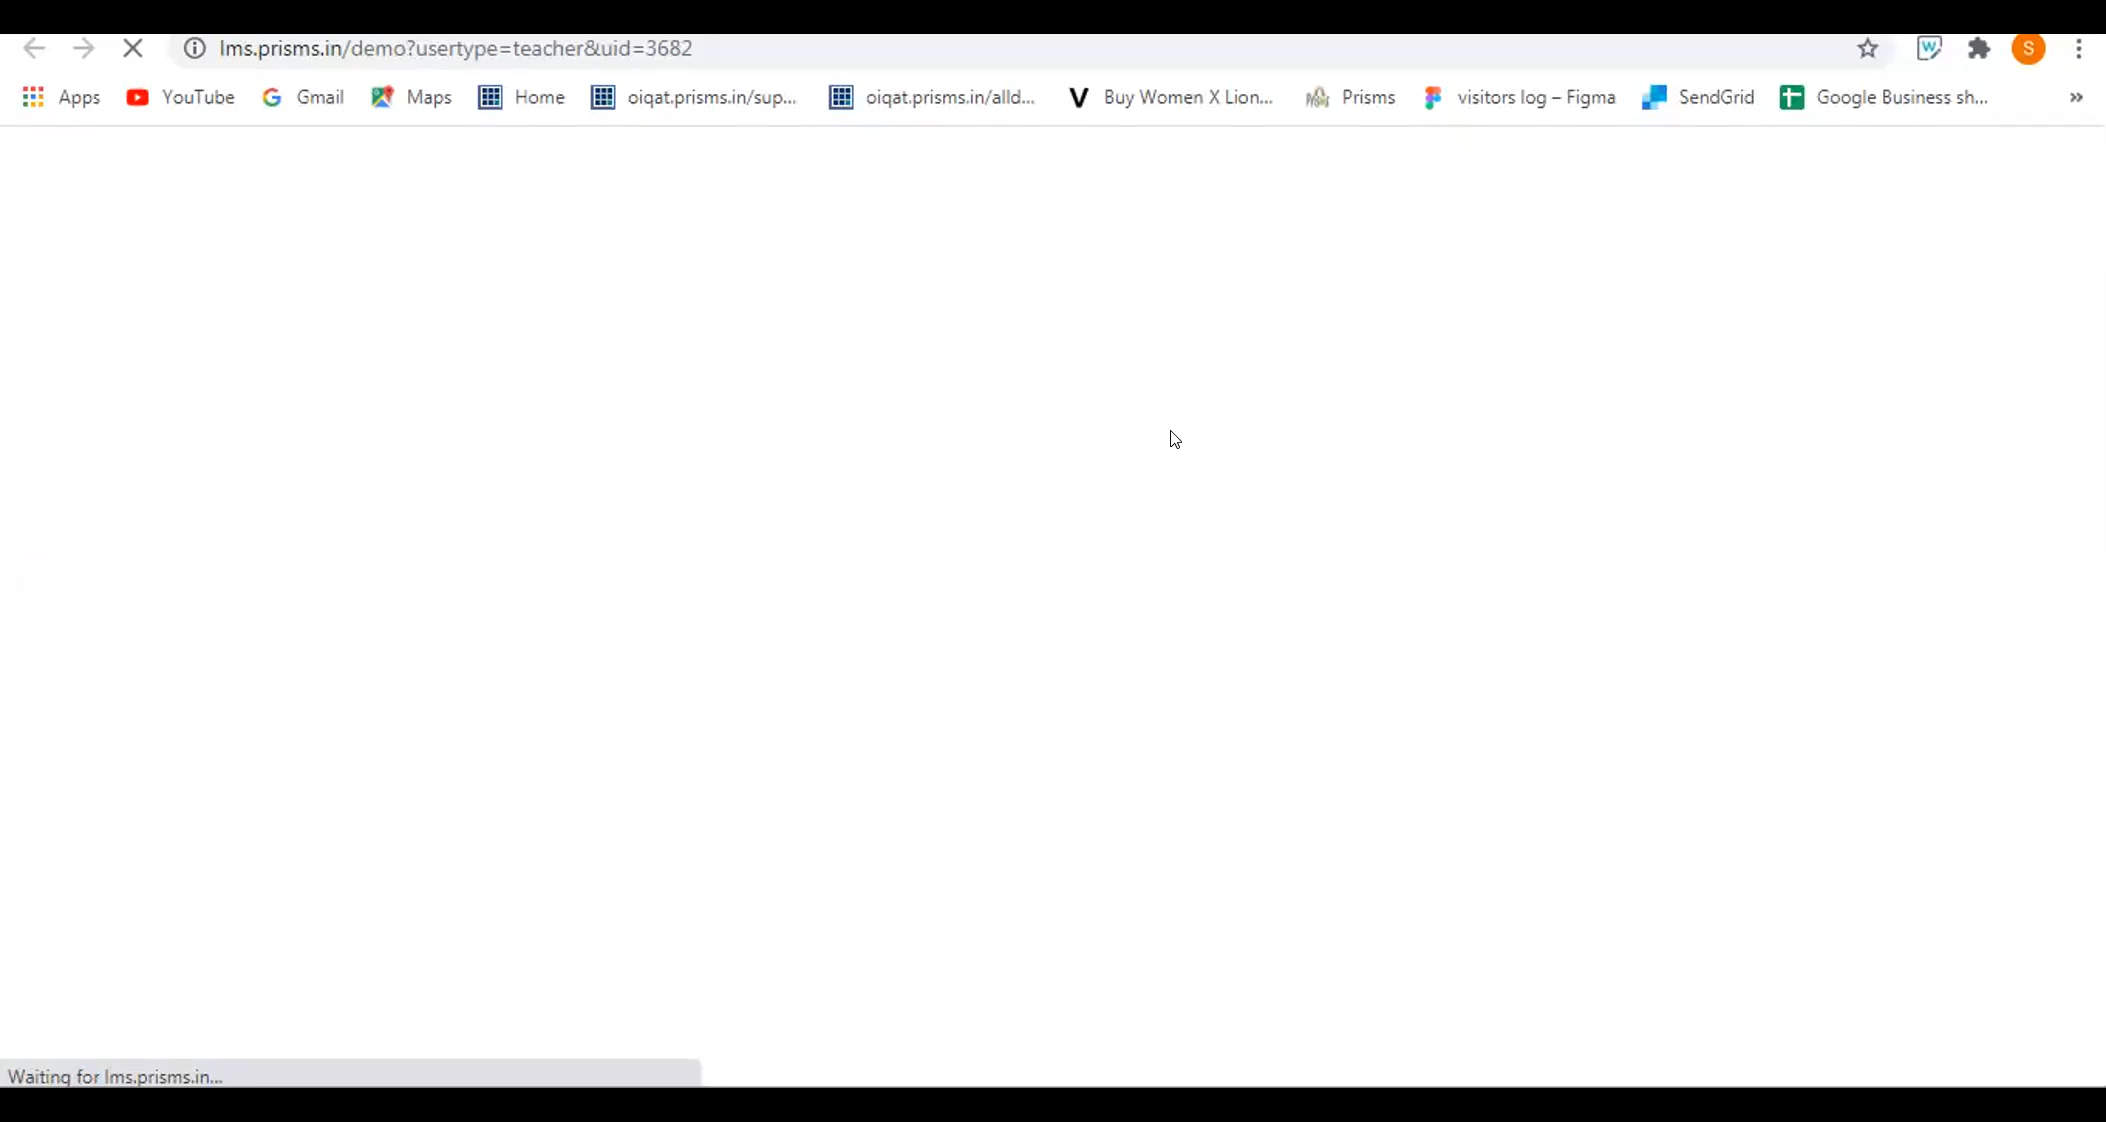 lms.prisms.in/demo?usertype=teacher&uid=3682 S
Apps YouTube Gmail Maps Home oiqat.prisms.in/sup... oiqat.prisms.in/alld... Buy Women X Lion... Prisms visitors log – Figma SendGrid Google Business sh... »
Waiting for lms.prisms.in...